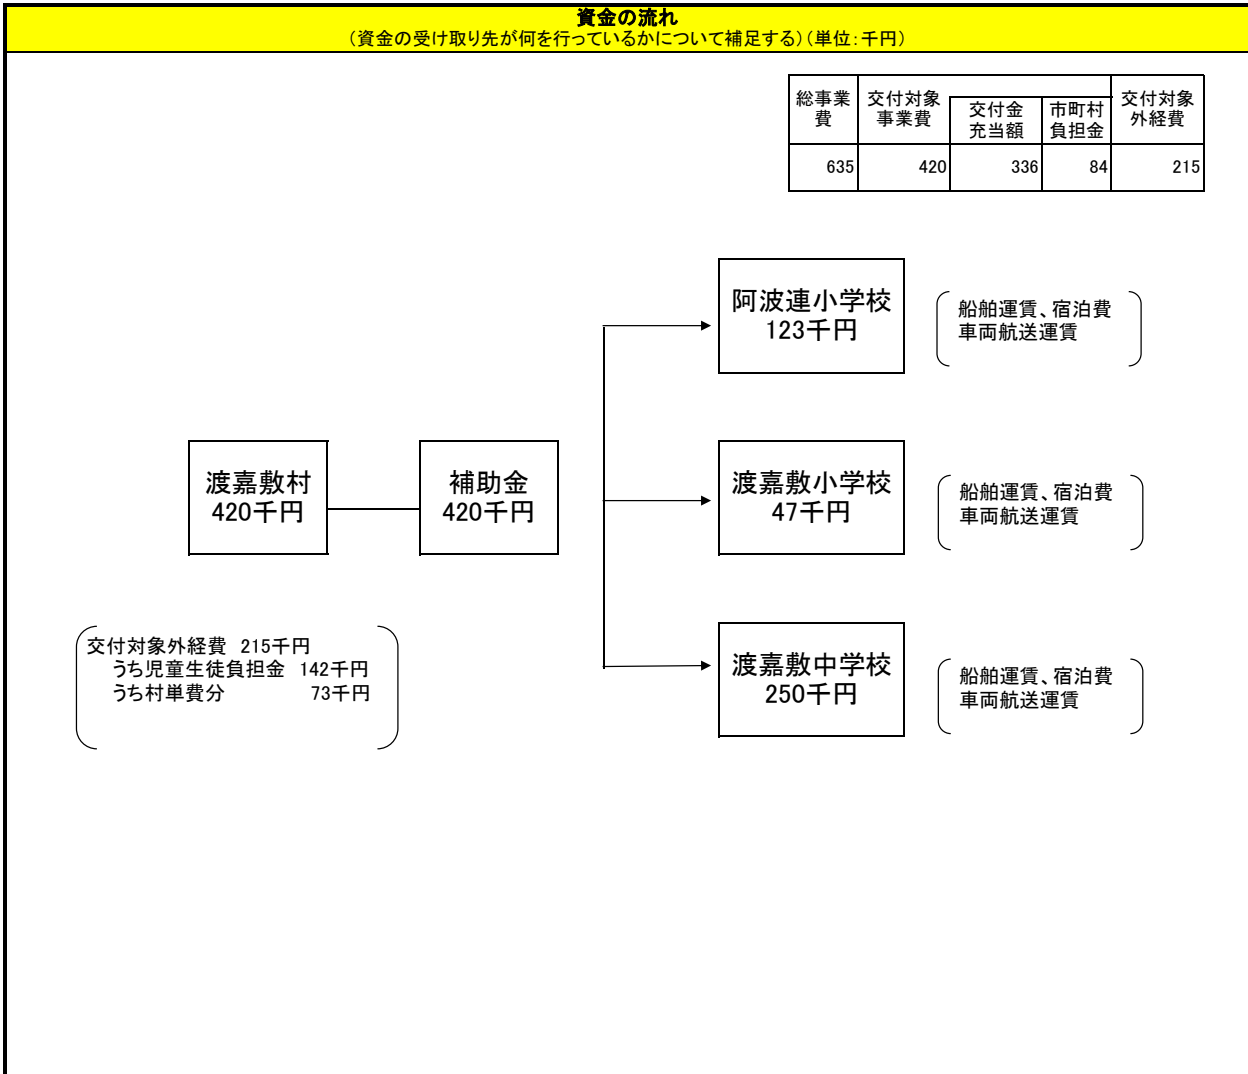 資金の流れ
（資金の受け取り先が何を行っているかについて補足する）（単位：千円）
総事業費
交付対象事業費
交付金充当額
市町村負担金
交付対象外経費
635
420
336
84
215
阿波連小学校
123千円
船舶運賃、宿泊費
車両航送運賃
渡嘉敷村
420千円
補助金
420千円
渡嘉敷小学校
47千円
船舶運賃、宿泊費
車両航送運賃
交付対象外経費 215千円
うち児童生徒負担金 142千円
うち村単費分 73千円
渡嘉敷中学校
250千円
船舶運賃、宿泊費
車両航送運賃